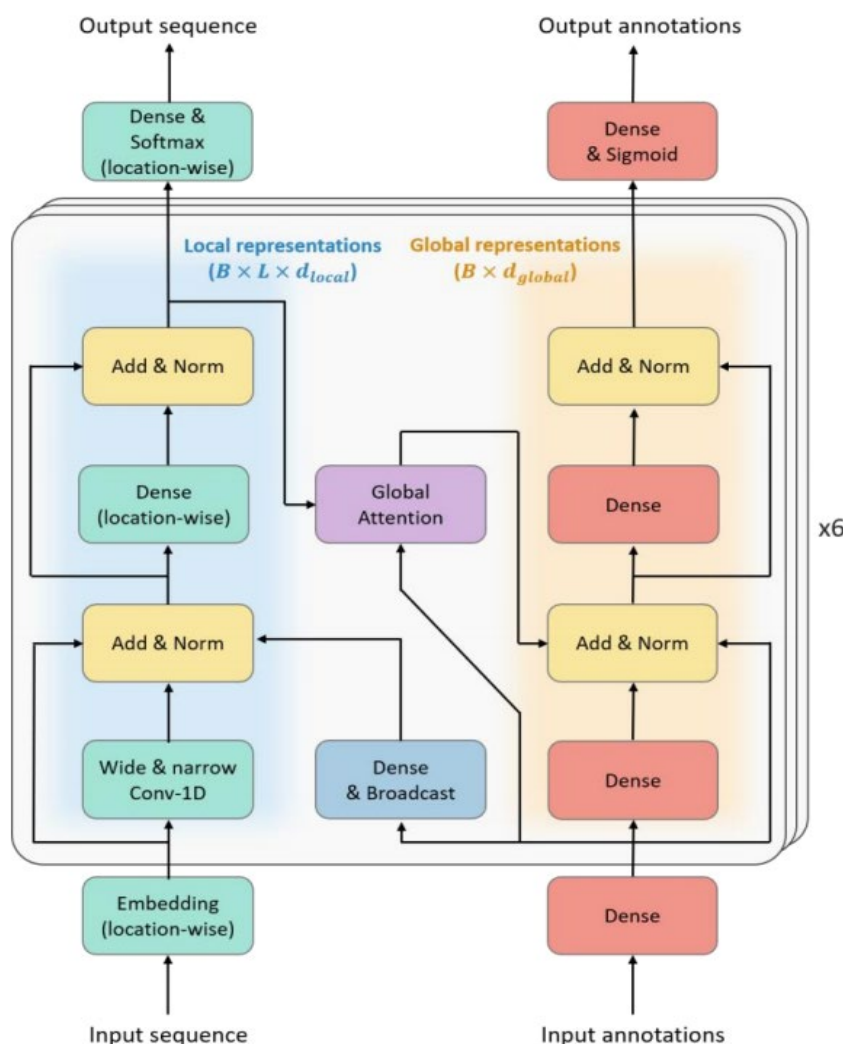 Output sequence
Output annotations
Dense &
Softmax
(location-wise)
Dense
& Sigmoid
Local representations
(B × L × d_local)
Global representations
(B × d_global)
Add & Norm
Add & Norm
Dense
(location-wise)
Global
Attention
Dense
x6
Add & Norm
Add & Norm
Wide & narrow
Conv-1D
Dense
& Broadcast
Dense
Embedding
(location-wise)
Dense
Input sequence
Input annotations